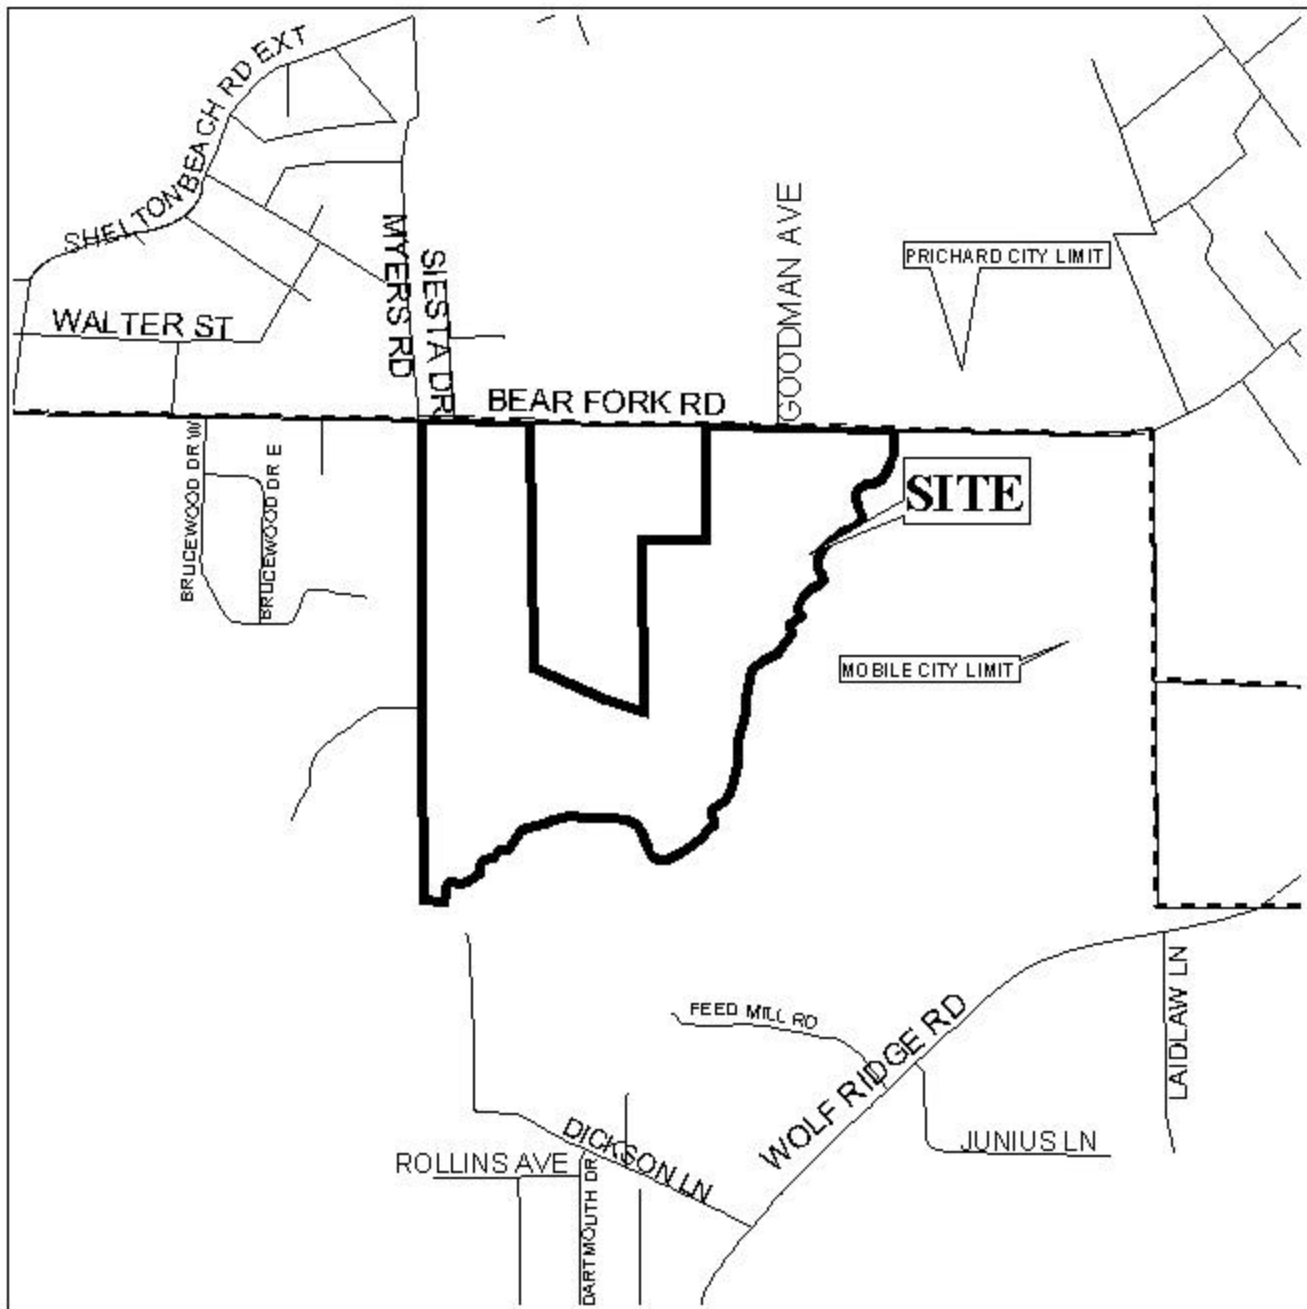 SHELTON BEACH RD EXT
WALTER ST
MYERS RD
SIESTA DR
GOODMAN AVE
PRICHARD CITY LIMIT
BEAR FORK RD
BRUCEWOOD DR W
BRUCEWOOD DR E
SITE
MOBILE CITY LIMIT
FEED MILL RD
WOLF RIDGE RD
LAIDLAW LN
JUNIUS LN
DICKSON LN
ROLLINS AVE
DARTMOUTH DR